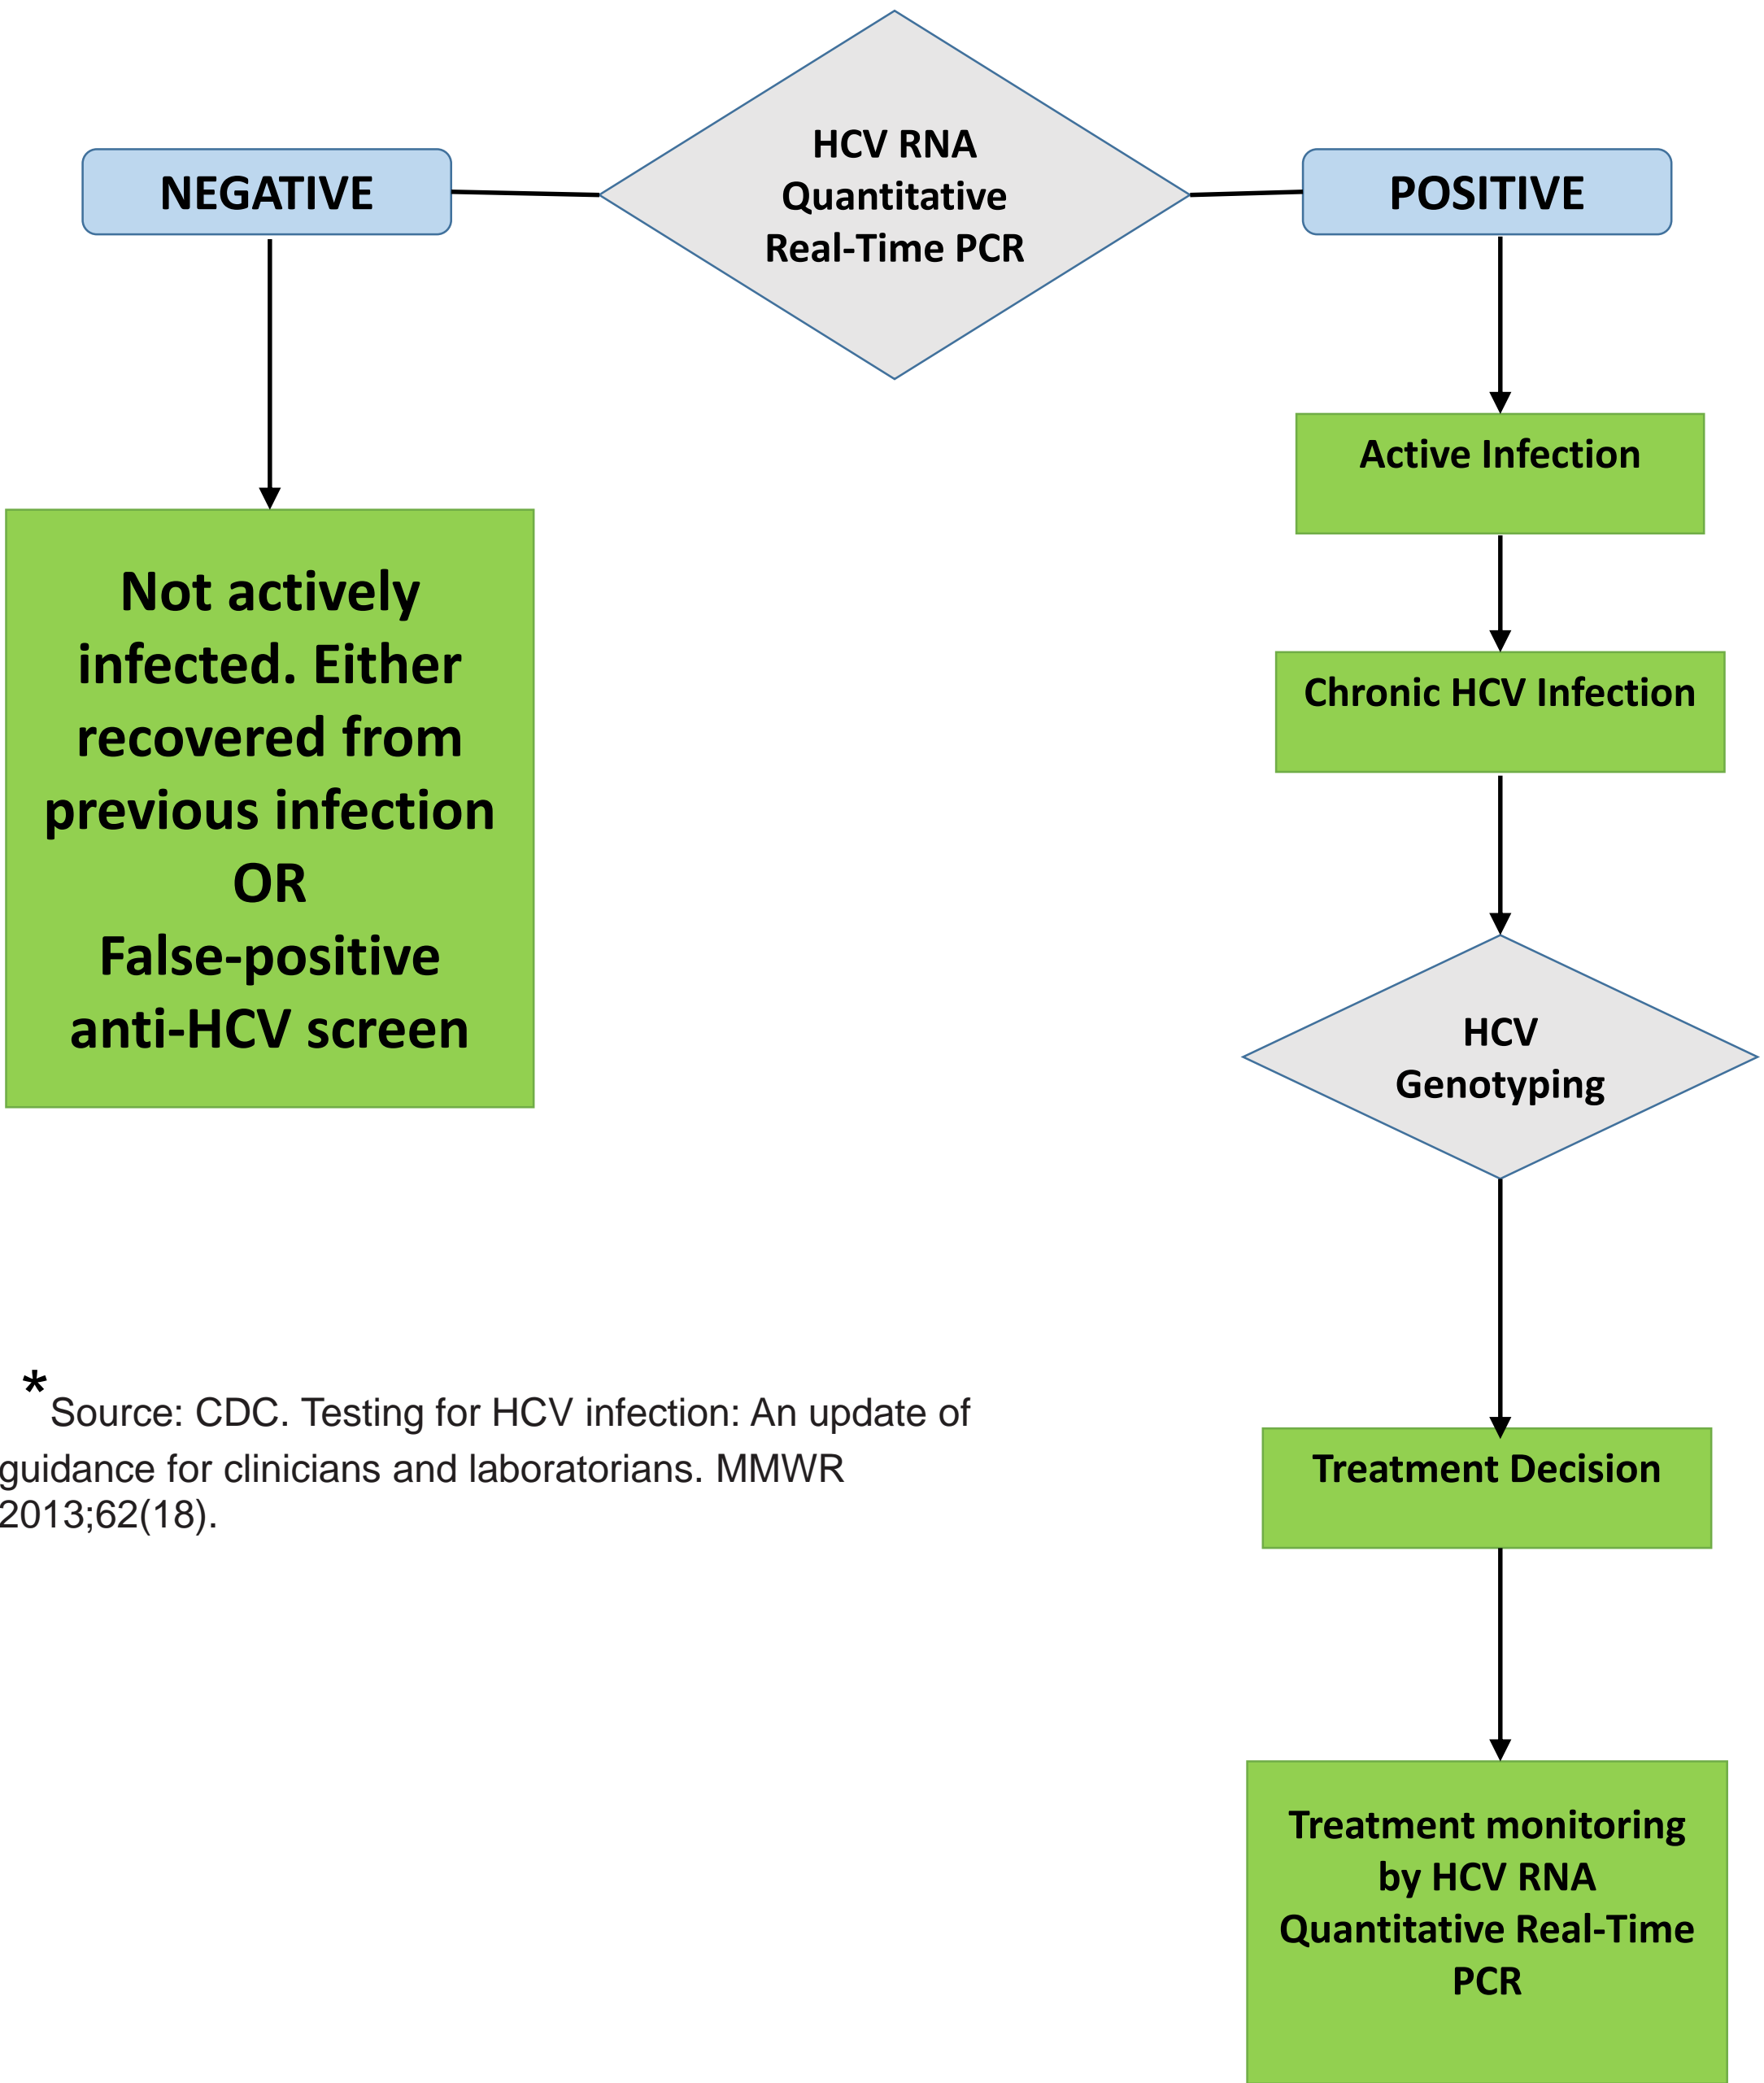 HCV RNA
Quantitative
Real-Time PCR
NEGATIVE
POSITIVE
Not actively
infected. Either
recovered from
previous infection
OR
False-positive
anti-HCV screen
Active Infection
Chronic HCV Infection
HCV
Genotyping
Treatment Decision
Treatment monitoring
by HCV RNA
Quantitative Real-Time
PCR
*Source: CDC. Testing for HCV infection: An update of
guidance for clinicians and laboratorians. MMWR
2013;62(18).